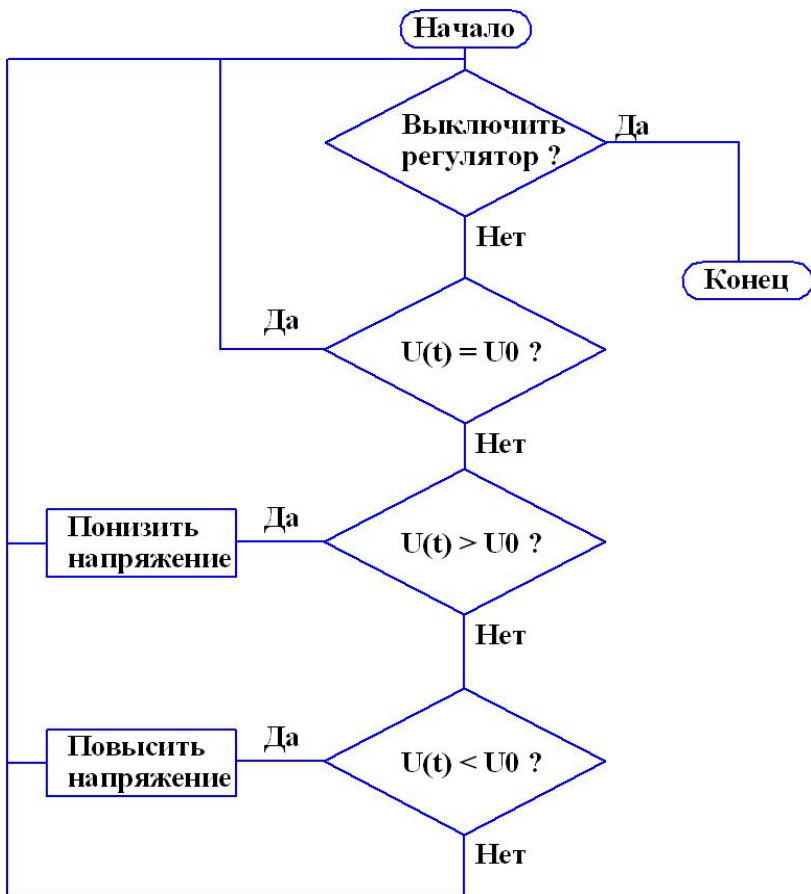 Начало
Выключить
регулятор ?
Да
Нет
Конец
Да
U(t) = U0 ?
Нет
Понизить
напряжение
Да
U(t) > U0 ?
Нет
Повысить
напряжение
Да
U(t) < U0 ?
Нет